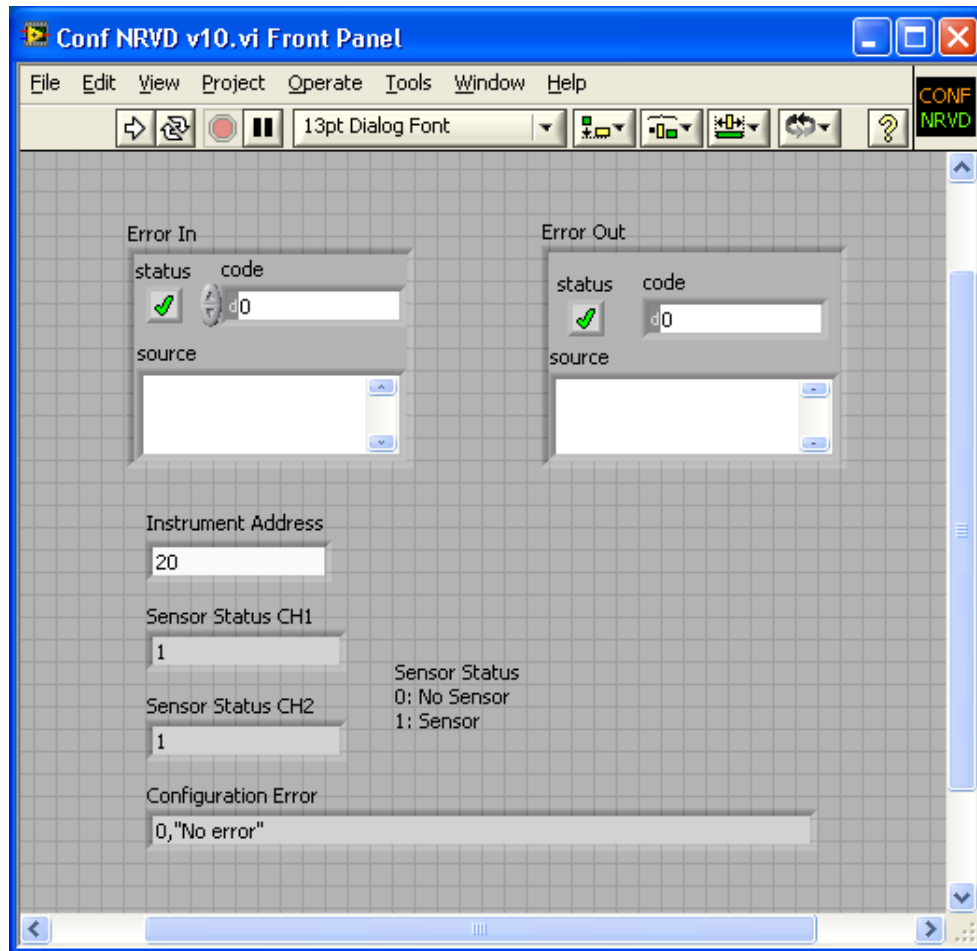 Conf NRVD v10.vi Front Panel
File Edit View Project Operate Tools Window Help
CONF
NRVD
13pt Dialog Font
?
Error In
status code
d 0
source
Error Out
status code
d 0
source
Instrument Address
20
Sensor Status CH1
1
Sensor Status CH2
1
Sensor Status
0: No Sensor
1: Sensor
Configuration Error
0,"No error"